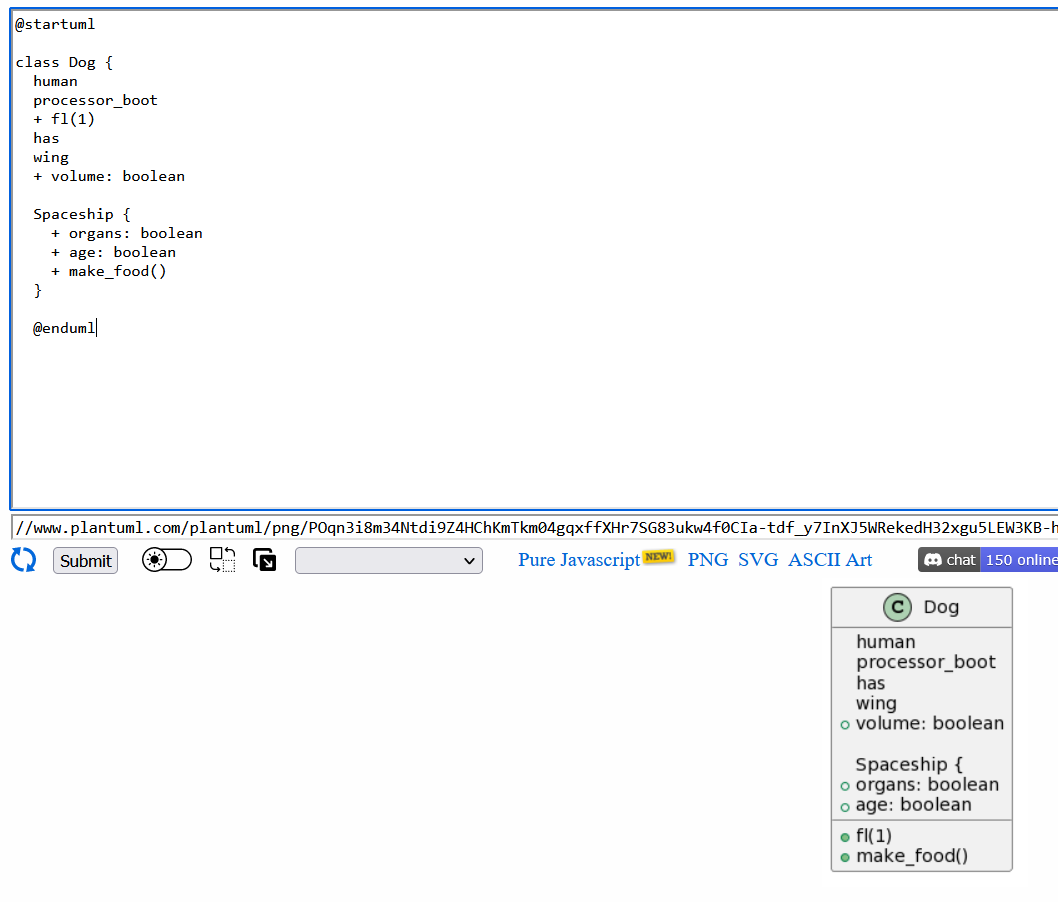 @startuml
class Dog {
human
processor_boot
+ fl(1)
has
wing
+ volume: boolean
Spaceship {
+ organs: boolean
+ age: boolean
+ make_food()
}
@enduml
//www.plantuml.com/plantuml/png/POqn3i8m34Ntdi9Z4HChKmTkm04gqxffXHr7SG83ukw4f0CIa-tdf_y7InXJ5WRekedH32xgu5LEW3KB-h
Submit
Pure Javascript NEW! PNG SVG ASCII Art
chat 150 online
C Dog
human
processor_boot
has
wing
volume: boolean
Spaceship {
organs: boolean
age: boolean
fl(1)
make_food()